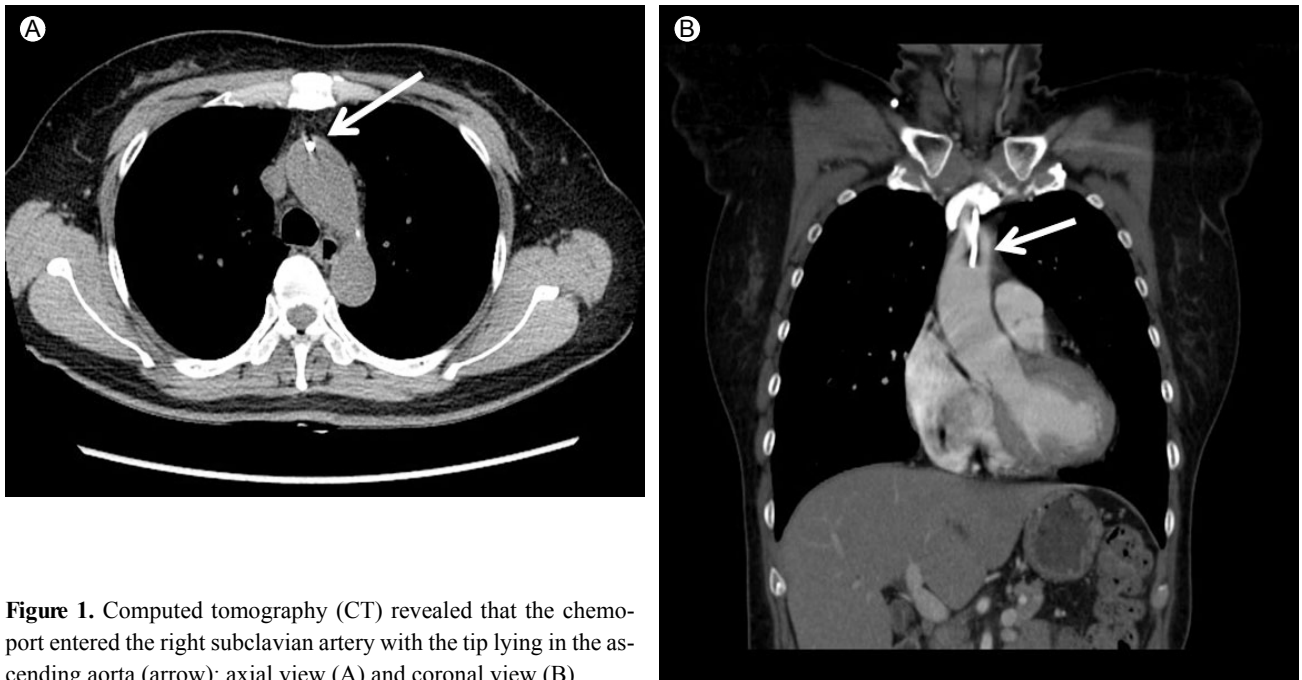 A
B
Figure 1. Computed tomography (CT) revealed that the chemo-
port entered the right subclavian artery with the tip lying in the as-
cending aorta (arrow): axial view (A) and coronal view (B)